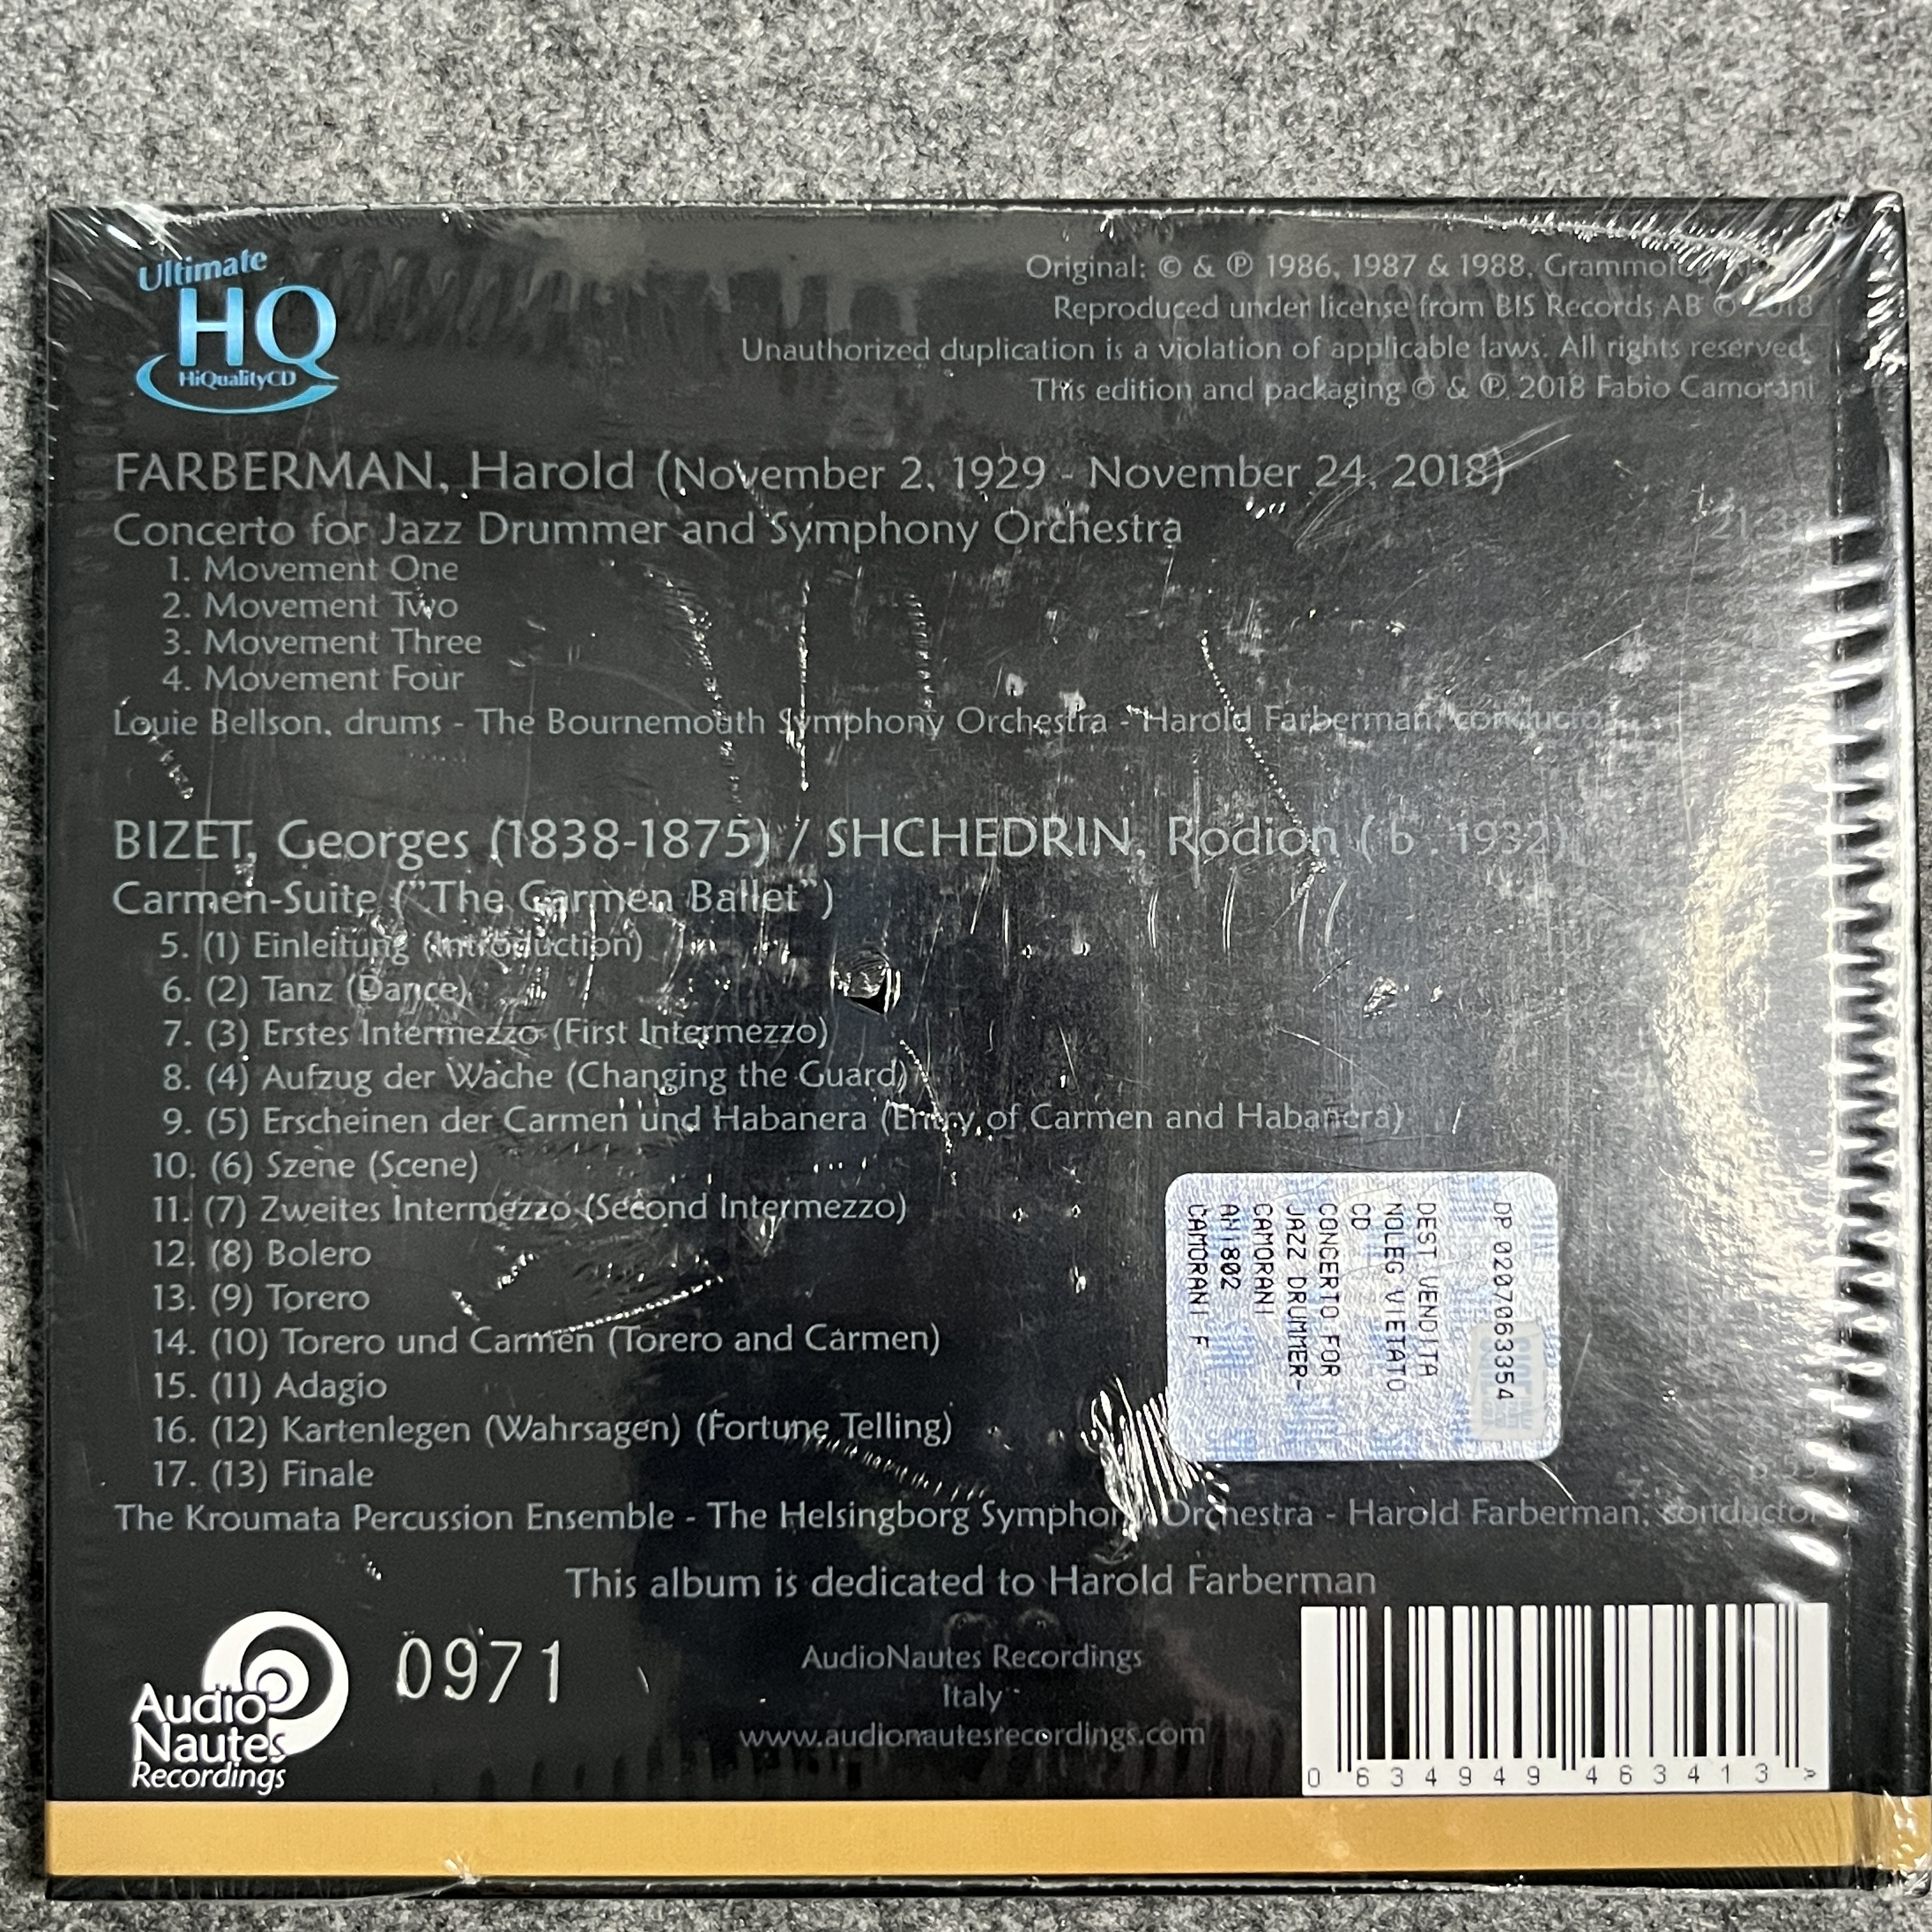 Ultimate
HQ
HiQualityCD
Original: © & ℗ 1986, 1987 & 1988,
Reproduced under license from BIS Records AB © 2018
Unauthorized duplication is a violation of applicable laws. All rights reserved.
This edition and packaging © & ℗ 2018 Fabio Camorani
FARBERMAN, Harold (November 2, 1929 - November 24, 2018)
Concerto for Jazz Drummer and Symphony Orchestra
1. Movement One
2. Movement Two
3. Movement Three
4. Movement Four
Louie Bellson, drums - The Bournemouth Symphony Orchestra - Harold Farberman, conductor
BIZET, Georges (1838-1875) / SHCHEDRIN, Rodion ( b . 1932)
Carmen-Suite ("The Carmen Ballet")
5. (1) Einleitung (Introduction)
6. (2) Tanz (Dance)
7. (3) Erstes Intermezzo (First Intermezzo)
8. (4) Aufzug der Wache (Changing the Guard)
9. (5) Erscheinen der Carmen und Habanera (Entry of Carmen and Habanera)
10. (6) Szene (Scene)
11. (7) Zweites Intermezzo (Second Intermezzo)
12. (8) Bolero
13. (9) Torero
14. (10) Torero und Carmen (Torero and Carmen)
15. (11) Adagio
16. (12) Kartenlegen (Wahrsagen) (Fortune Telling)
17. (13) Finale
The Kroumata Percussion Ensemble - The Helsingborg Symphony Orchestra - Harold Farberman, conductor
DP 0207063354
DEST VENDITA
NOLEG VIETATO
CD
CONCERTO FOR
JAZZ DRUMMER-
CAMORANI
AN1802
CAMORANI F
This album is dedicated to Harold Farberman
Audio
Nautes
Recordings
0971
AudioNautes Recordings
Italy
www.audionautesrecordings.com
0 634949 463413 >